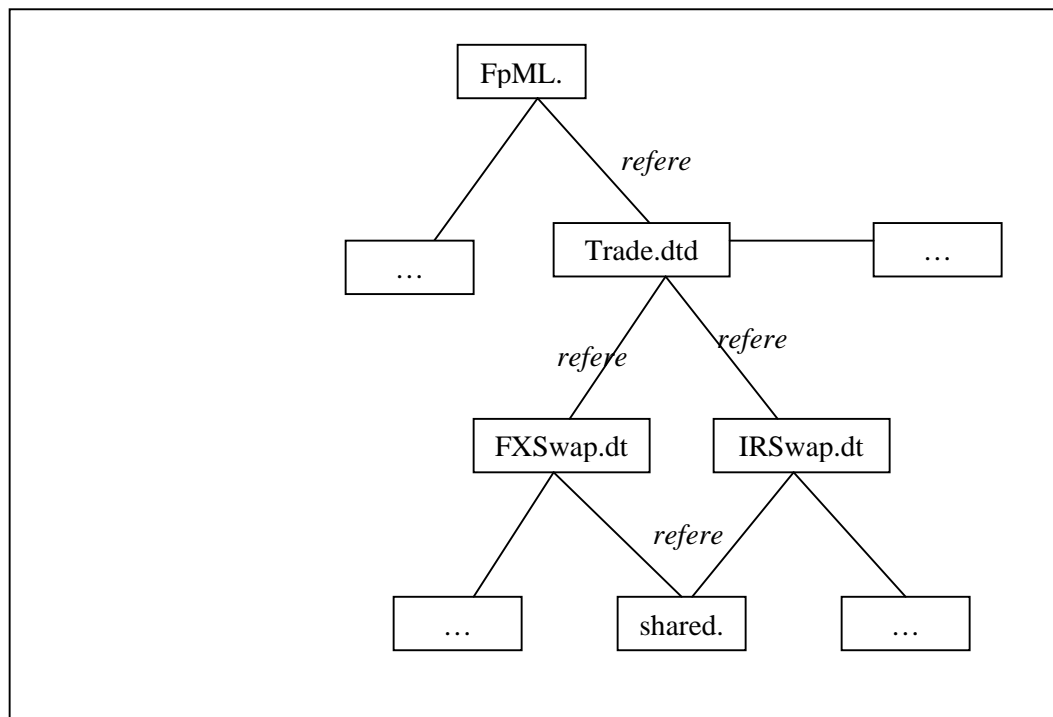 FpML.
refere
…
Trade.dtd
…
refere
refere
FXSwap.dt
IRSwap.dt
refere
…
shared.
…